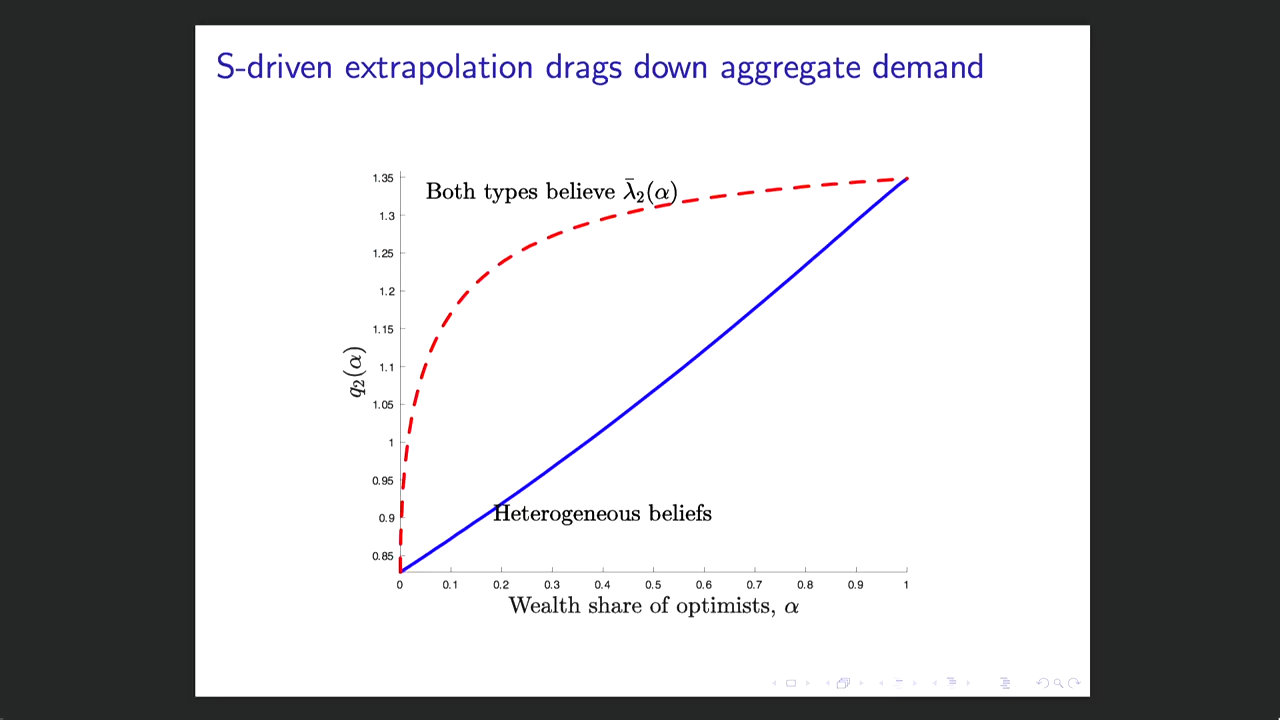 S-driven extrapolation drags down aggregate demand
1.35
Both types believe λ̄₂(α)
1.3
1.25
1.2
1.15
q₂(α)
1.1
1.05
1
0.95
0.9
Heterogeneous beliefs
0.85
0 0.1 0.2 0.3 0.4 0.5 0.6 0.7 0.8 0.9 1
Wealth share of optimists, α